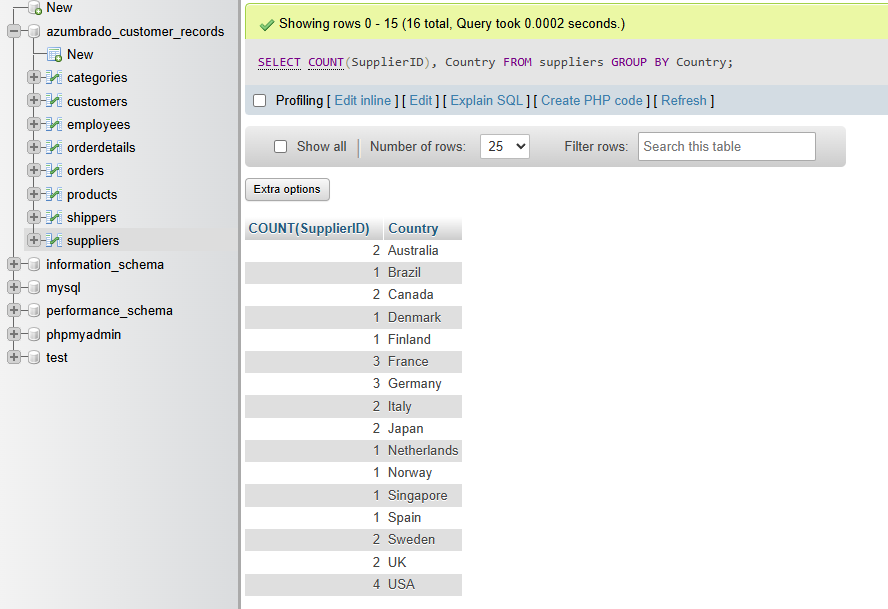 New
azumbrado_customer_records
New
categories
customers
employees
orderdetails
orders
products
shippers
suppliers
information_schema
mysql
performance_schema
phpmyadmin
test
Showing rows 0 - 15 (16 total, Query took 0.0002 seconds.)
SELECT COUNT(SupplierID), Country FROM suppliers GROUP BY Country;
Profiling [ Edit inline ] [ Edit ] [ Explain SQL ] [ Create PHP code ] [ Refresh ]
Show all Number of rows: 25 Filter rows: Search this table
Extra options
COUNT(SupplierID) Country
2 Australia
1 Brazil
2 Canada
1 Denmark
1 Finland
3 France
3 Germany
2 Italy
2 Japan
1 Netherlands
1 Norway
1 Singapore
1 Spain
2 Sweden
2 UK
4 USA